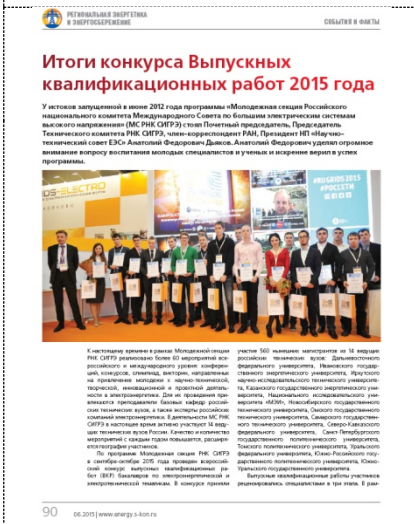 РЕГИОНАЛЬНАЯ ЭНЕРГЕТИКА
И ЭНЕРГОСБЕРЕЖЕНИЕ
СОБЫТИЯ И ФАКТЫ
Итоги конкурса Выпускных
квалификационных работ 2015 года
У истоков запущенной в июне 2012 года программы «Молодежная секция Российского
национального комитета Международного Совета по большим электрическим системам
высокого напряжения» (МС РНК СИГРЭ) стоял Почетный председатель, Председатель
Технического комитета РНК СИГРЭ, член-корреспондент РАН, Президент НП «Научно-
технический совет ЕЭС» Анатолий Федорович Дьяков. Анатолий Федорович уделял огромное
внимание вопросу воспитания молодых специалистов и ученых и искренне верил в успех
программы.
#RUGRIDS2015
#РОССЕТИ
К настоящему времени в рамках Молодежной секции
РНК СИГРЭ реализовано более 60 мероприятий все-
российского и международного уровня: конферен-
ций, конкурсов, олимпиад, викторин, направленные
на привлечение молодежи к научно-технической,
творческой, инновационной и проектной деятель-
ности в электроэнергетике. Для их проведения при-
влекаются преподаватели базовых кафедр россий-
ских технических вузов, а также эксперты российских
компаний электроэнергетики. К деятельности МС РНК
СИГРЭ в настоящее время активно участвуют 14 веду-
щих технических вузов России. Качество и количество
мероприятий с каждым годом повышается, расширя-
ется география участников.
По программе Молодежная секция РНК СИГРЭ
в сентябре-октябре 2015 года проведен всероссий-
ский конкурс выпускных квалификационных ра-
бот (ВКР) бакалавров по электроэнергетической и
электротехнической тематикам. В конкурсе приняли
участие 560 нынешних магистрантов из 14 ведущих
российских технических вузов: Дальневосточного
федерального университета, Ивановского государ-
ственного энергетического университета, Иркутского
научно-исследовательского технического университе-
та, Казанского государственного энергетического уни-
верситета, Национального исследовательского уни-
верситета «МЭИ», Новосибирского государственного
технического университета, Омского государственного
технического университета, Самарского государствен-
ного технического университета, Северо-Кавказского
федерального университета, Санкт-Петербургского
государственного политехнического университета,
Томского политехнического университета, Уральского
федерального университета, Южно-Российского госу-
дарственного политехнического университета, Южно-
Уральского государственного университета.
Выпускные квалификационные работы участников
рецензировались специалистами в три этапа. В рам-
90
06.2015 | www.energy.s-kon.ru